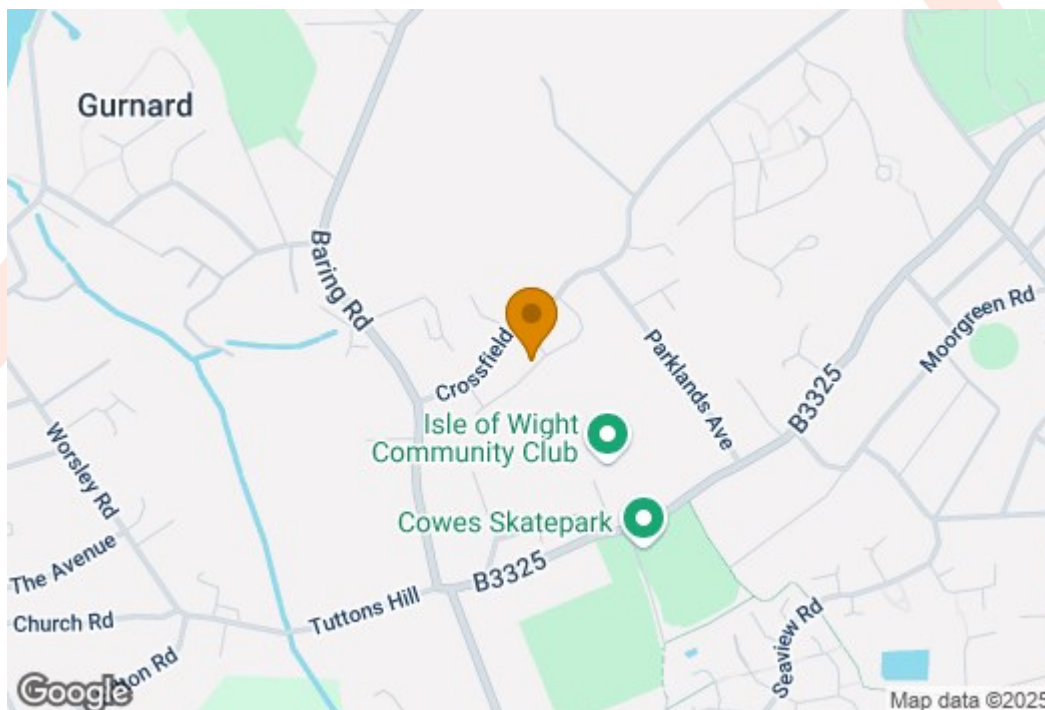 Gurnard
Baring Rd
Crossfield
Parklands Ave
Moorgreen Rd
B3325
Isle of Wight
Community Club
Cowes Skatepark
Worsley Rd
The Avenue
Church Rd
Tuttons Hill
B3325
Seaview Rd
Google
Map data ©2025